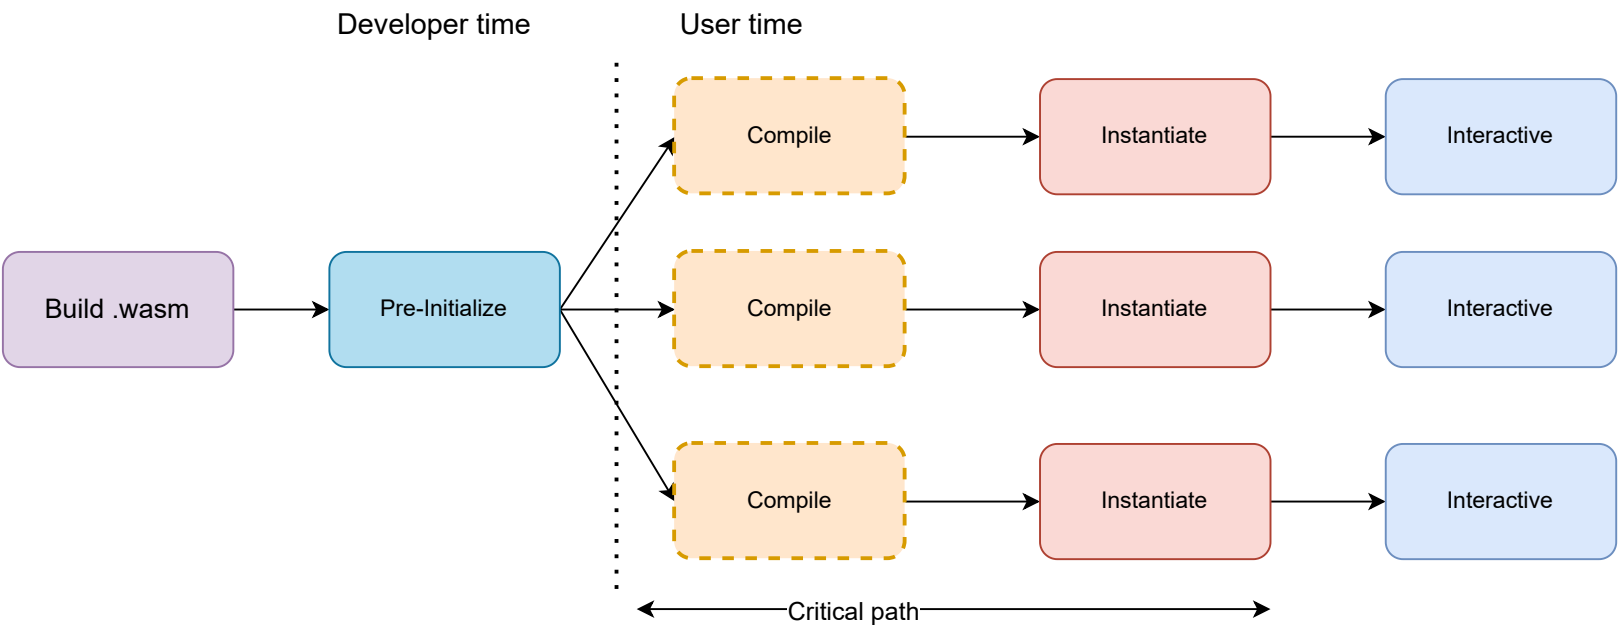 Developer time
User time
Compile
Instantiate
Interactive
Build .wasm
Pre-Initialize
Compile
Instantiate
Interactive
Compile
Instantiate
Interactive
Critical path